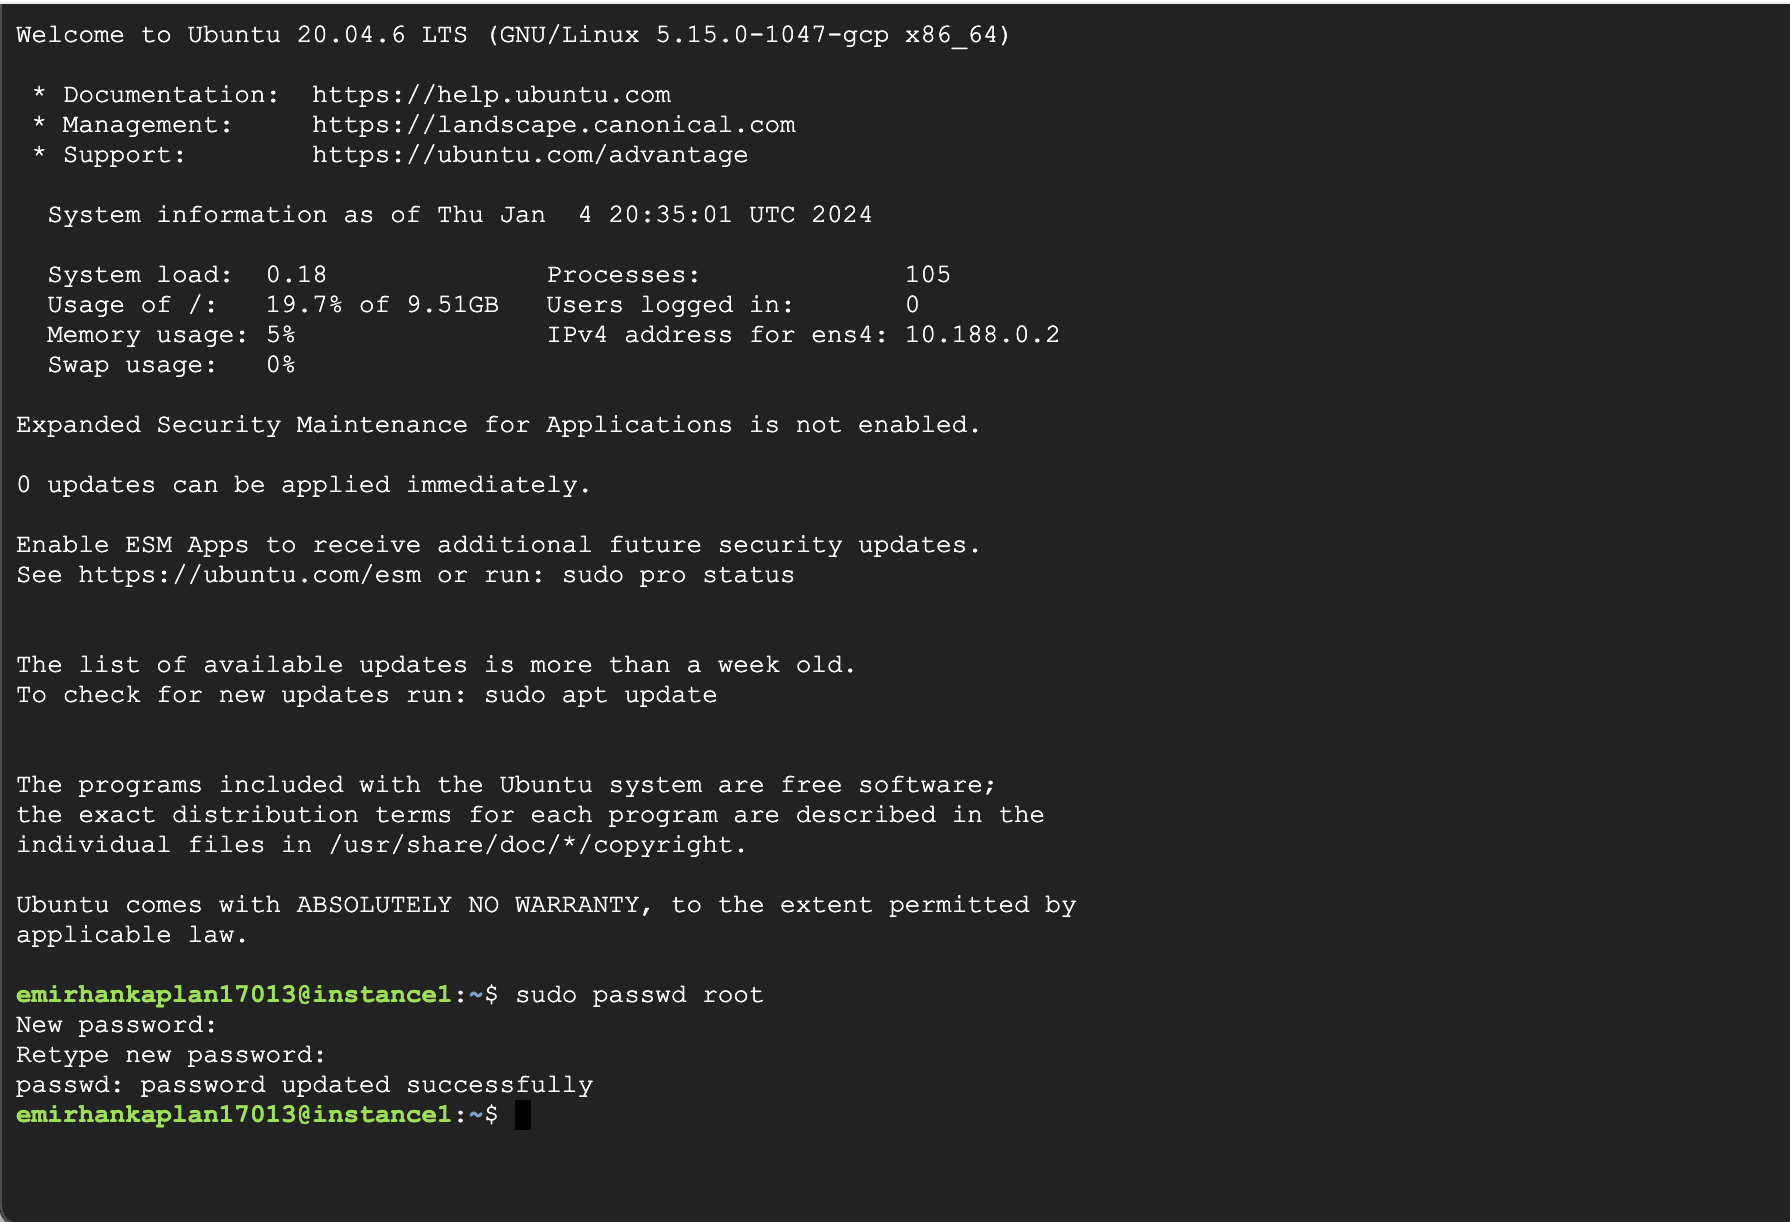 Welcome to Ubuntu 20.04.6 LTS (GNU/Linux 5.15.0-1047-gcp x86_64)
* Documentation:  https://help.ubuntu.com
* Management:     https://landscape.canonical.com
* Support:        https://ubuntu.com/advantage
System information as of Thu Jan  4 20:35:01 UTC 2024
System load:  0.18              Processes:             105
Usage of /:   19.7% of 9.51GB   Users logged in:       0
Memory usage: 5%                IPv4 address for ens4: 10.188.0.2
Swap usage:   0%
Expanded Security Maintenance for Applications is not enabled.
0 updates can be applied immediately.
Enable ESM Apps to receive additional future security updates.
See https://ubuntu.com/esm or run: sudo pro status
The list of available updates is more than a week old.
To check for new updates run: sudo apt update
The programs included with the Ubuntu system are free software;
the exact distribution terms for each program are described in the
individual files in /usr/share/doc/*/copyright.
Ubuntu comes with ABSOLUTELY NO WARRANTY, to the extent permitted by
applicable law.
emirhankaplan17013@instance1:~$ sudo passwd root
New password:
Retype new password:
passwd: password updated successfully
emirhankaplan17013@instance1:~$